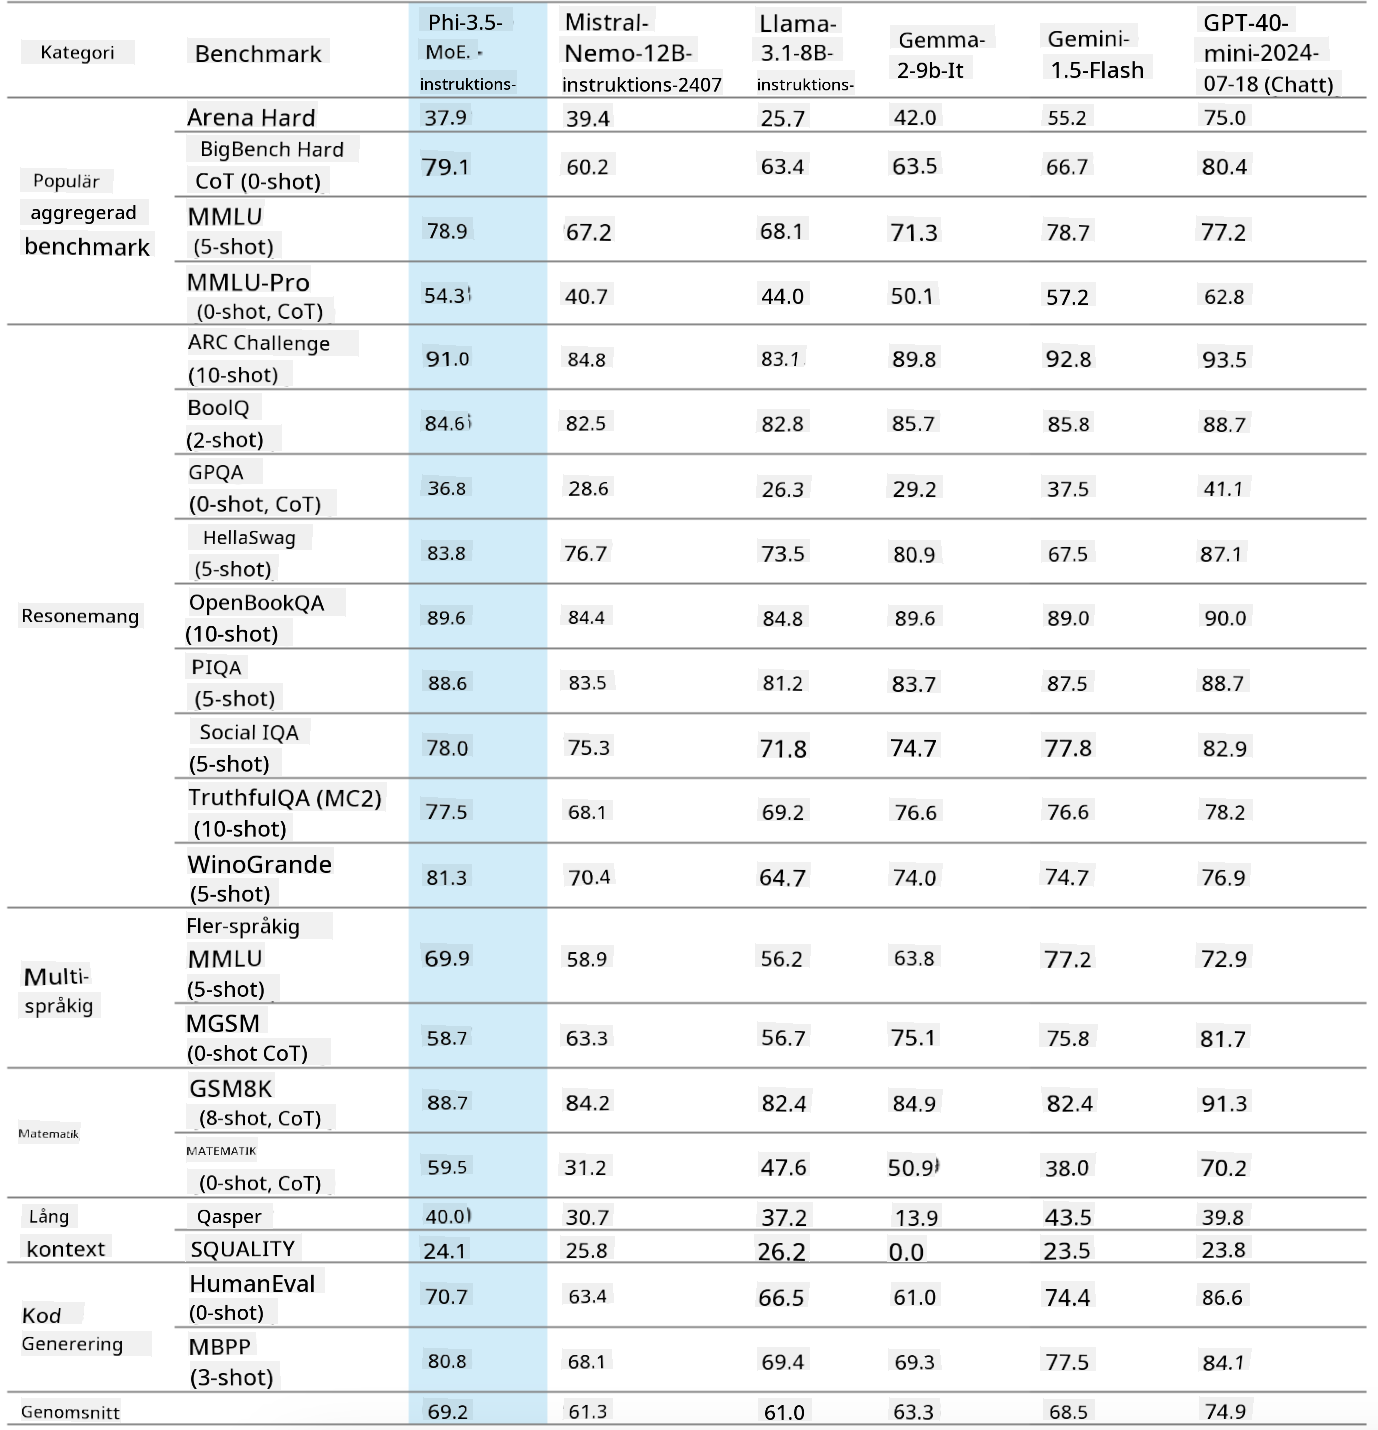 Kategori Benchmark Phi-3.5-MoE.-instruktions- Mistral-Nemo-12B-instruktions-2407 Llama-3.1-8B-instruktions- Gemma-2-9b-It Gemini-1.5-Flash GPT-40-mini-2024-07-18 (Chatt)
Populär
aggregerad
benchmark
Arena Hard 37.9 39.4 25.7 42.0 55.2 75.0
BigBench Hard
CoT (0-shot) 79.1 60.2 63.4 63.5 66.7 80.4
MMLU
(5-shot) 78.9 67.2 68.1 71.3 78.7 77.2
MMLU-Pro
(0-shot, CoT) 54.3 40.7 44.0 50.1 57.2 62.8
Resonemang
ARC Challenge
(10-shot) 91.0 84.8 83.1 89.8 92.8 93.5
BoolQ
(2-shot) 84.6 82.5 82.8 85.7 85.8 88.7
GPQA
(0-shot, CoT) 36.8 28.6 26.3 29.2 37.5 41.1
HellaSwag
(5-shot) 83.8 76.7 73.5 80.9 67.5 87.1
OpenBookQA
(10-shot) 89.6 84.4 84.8 89.6 89.0 90.0
PIQA
(5-shot) 88.6 83.5 81.2 83.7 87.5 88.7
Social IQA
(5-shot) 78.0 75.3 71.8 74.7 77.8 82.9
TruthfulQA (MC2)
(10-shot) 77.5 68.1 69.2 76.6 76.6 78.2
WinoGrande
(5-shot) 81.3 70.4 64.7 74.0 74.7 76.9
Multi-
språkig
Fler-språkig
MMLU
(5-shot) 69.9 58.9 56.2 63.8 77.2 72.9
MGSM
(0-shot CoT) 58.7 63.3 56.7 75.1 75.8 81.7
Matematik
GSM8K
(8-shot, CoT) 88.7 84.2 82.4 84.9 82.4 91.3
MATEMATIK
(0-shot, CoT) 59.5 31.2 47.6 50.9 38.0 70.2
Lång
kontext
Qasper 40.0 30.7 37.2 13.9 43.5 39.8
SQUALITY 24.1 25.8 26.2 0.0 23.5 23.8
Kod
Generering
HumanEval
(0-shot) 70.7 63.4 66.5 61.0 74.4 86.6
MBPP
(3-shot) 80.8 68.1 69.4 69.3 77.5 84.1
Genomsnitt 69.2 61.3 61.0 63.3 68.5 74.9